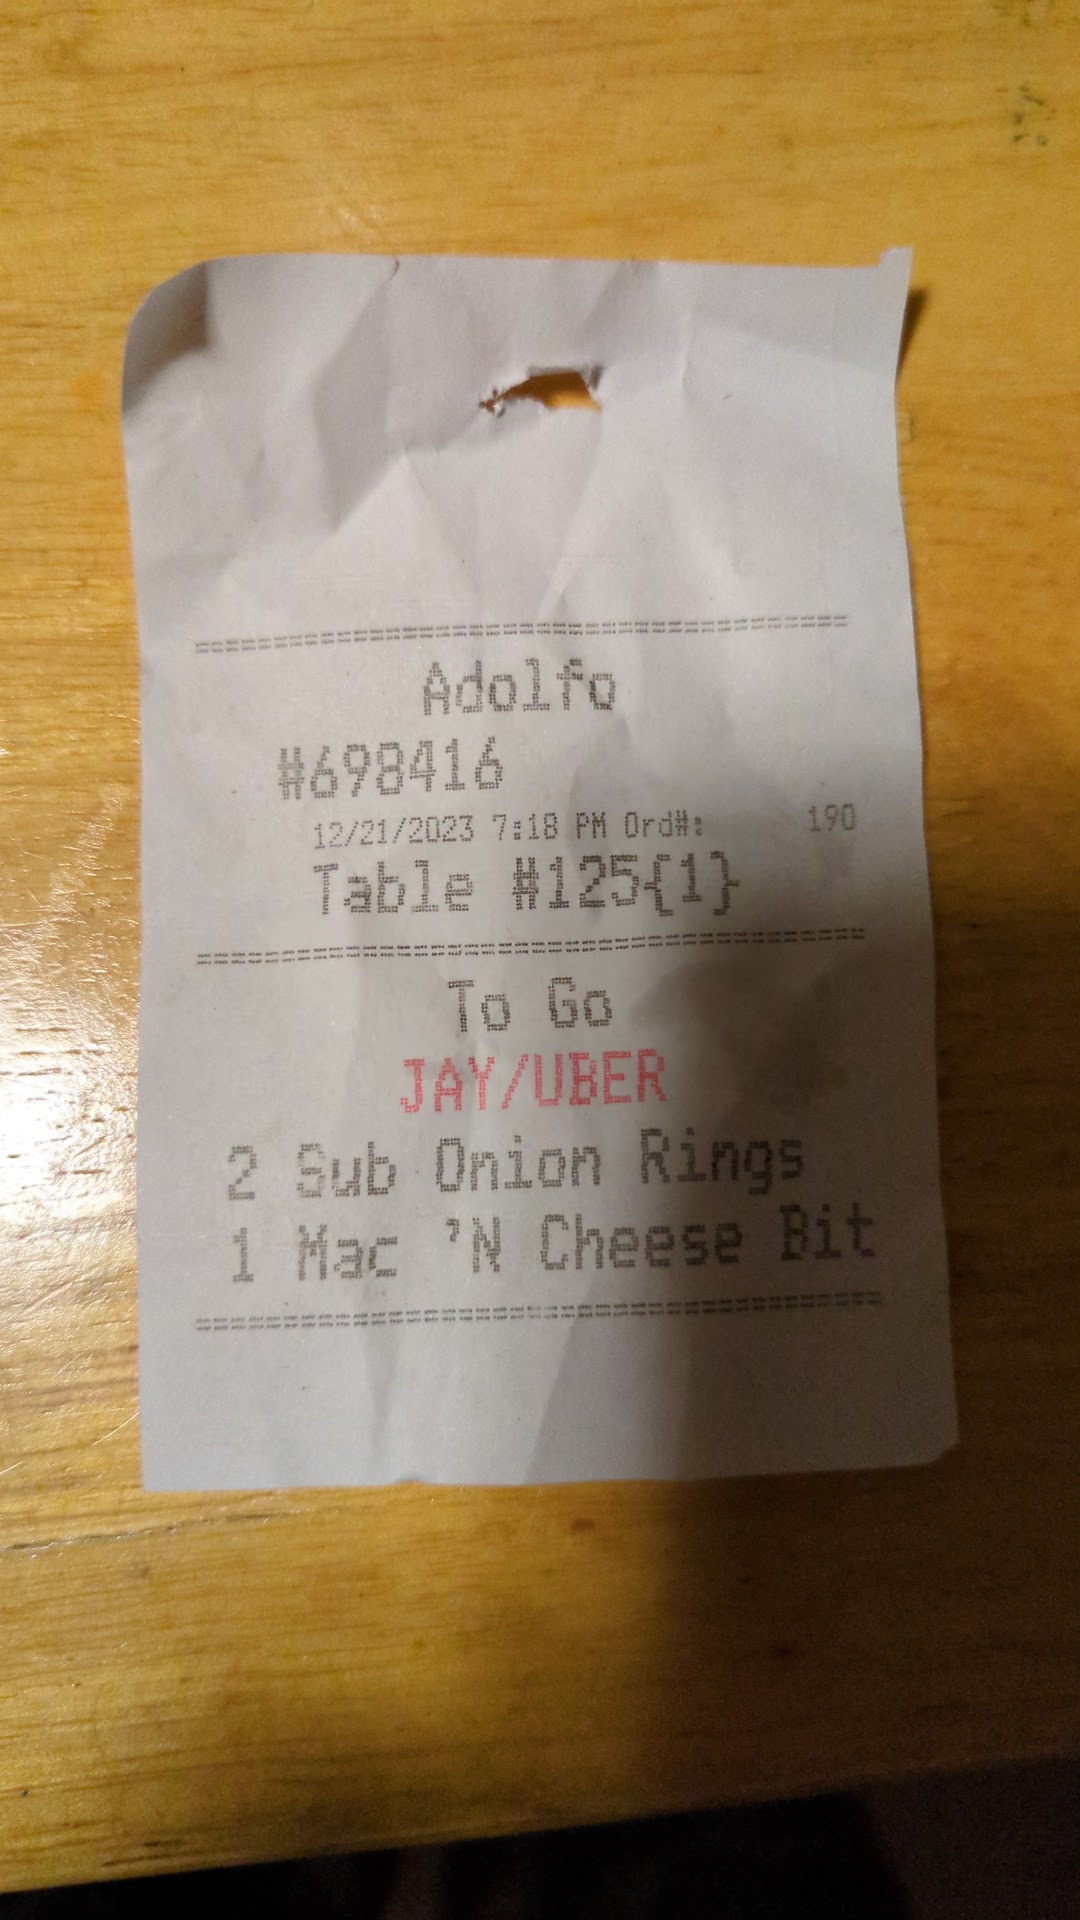 Adolfo
#698416
12/21/2023 7:18 PM Ord#: 190
Table #125{1}
To Go
JAY/UBER
2 Sub Onion Rings
1 Mac 'N Cheese Bit